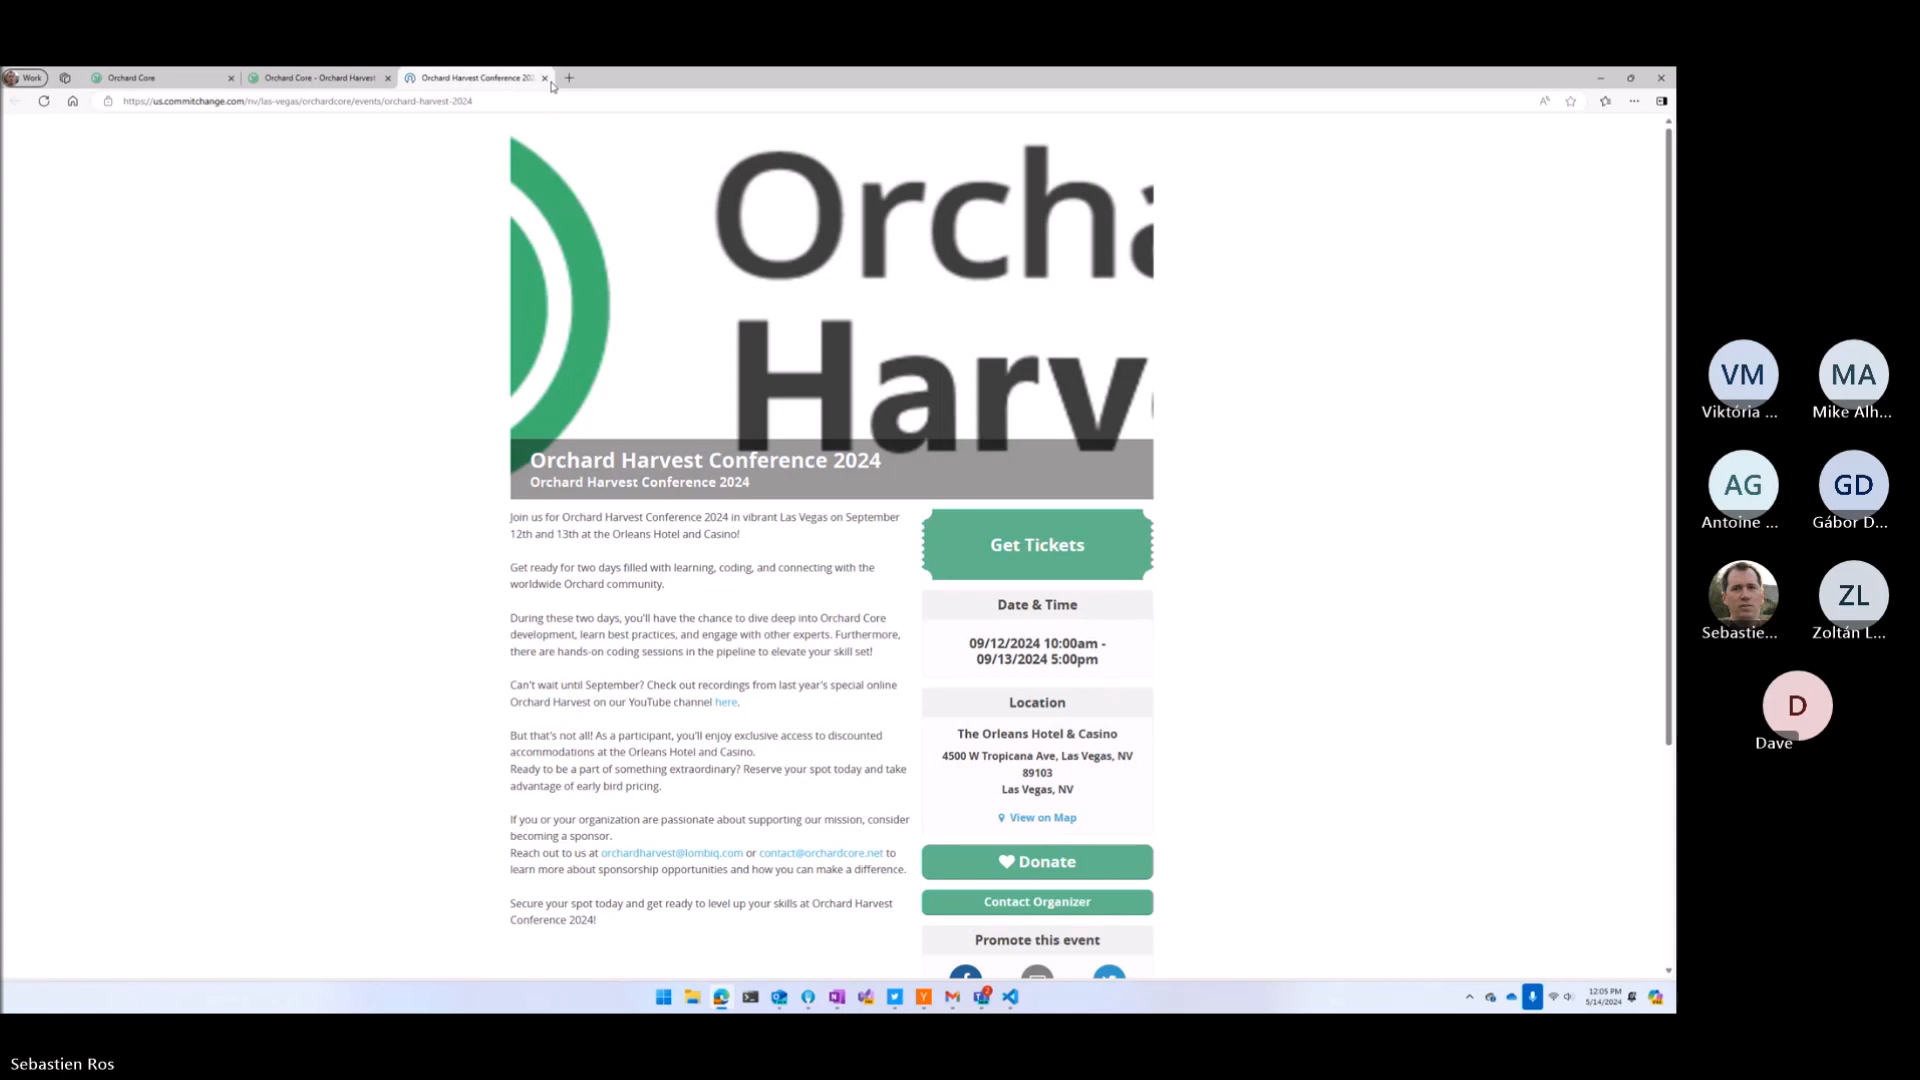 Work
Orchard Core
Orchard Core - Orchard Harvest
Orchard Harvest Conference 202
https://us.commitchange.com/nv/las-vegas/orchardcore/events/orchard-harvest-2024
Orcha
Harv
Orchard Harvest Conference 2024
Orchard Harvest Conference 2024
Join us for Orchard Harvest Conference 2024 in vibrant Las Vegas on September
12th and 13th at the Orleans Hotel and Casino!
Get ready for two days filled with learning, coding, and connecting with the
worldwide Orchard community.
During these two days, you'll have the chance to dive deep into Orchard Core
development, learn best practices, and engage with other experts. Furthermore,
there are hands-on coding sessions in the pipeline to elevate your skill set!
Can't wait until September? Check out recordings from last year's special online
Orchard Harvest on our YouTube channel here.
But that's not all! As a participant, you'll enjoy exclusive access to discounted
accommodations at the Orleans Hotel and Casino.
Ready to be a part of something extraordinary? Reserve your spot today and take
advantage of early bird pricing.
If you or your organization are passionate about supporting our mission, consider
becoming a sponsor.
Reach out to us at orchardharvest@lombiq.com or contact@orchardcore.net to
learn more about sponsorship opportunities and how you can make a difference.
Secure your spot today and get ready to level up your skills at Orchard Harvest
Conference 2024!
Get Tickets
Date & Time
09/12/2024 10:00am -
09/13/2024 5:00pm
Location
The Orleans Hotel & Casino
4500 W Tropicana Ave, Las Vegas, NV
89103
Las Vegas, NV
View on Map
Donate
Contact Organizer
Promote this event
12:05 PM
5/14/2024
VM
Viktória ...
MA
Mike Alh...
AG
Antoine ...
GD
Gábor D...
Sebastie...
ZL
Zoltán L...
D
Dave
Sebastien Ros